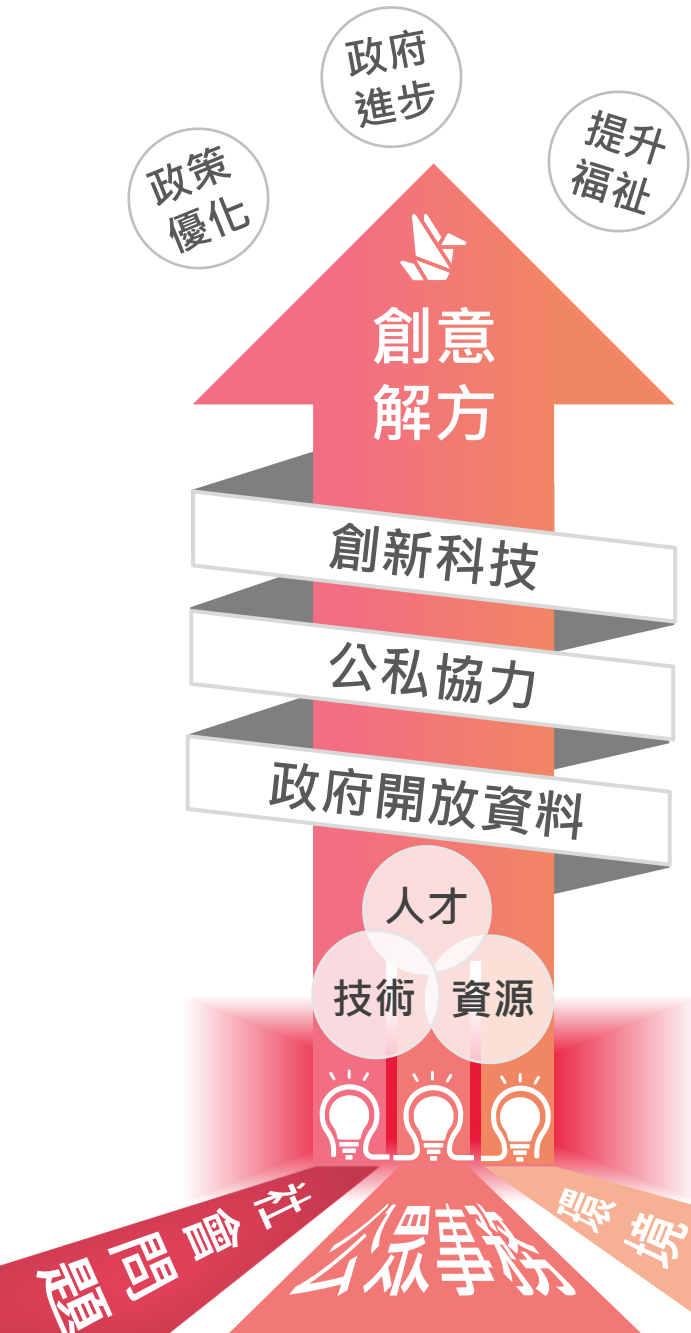 政府
進步
政策
優化
提升
福祉
創意
解方
創新科技
公私協力
政府開放資料
人才
技術
資源
社會問題
公眾事務
環境